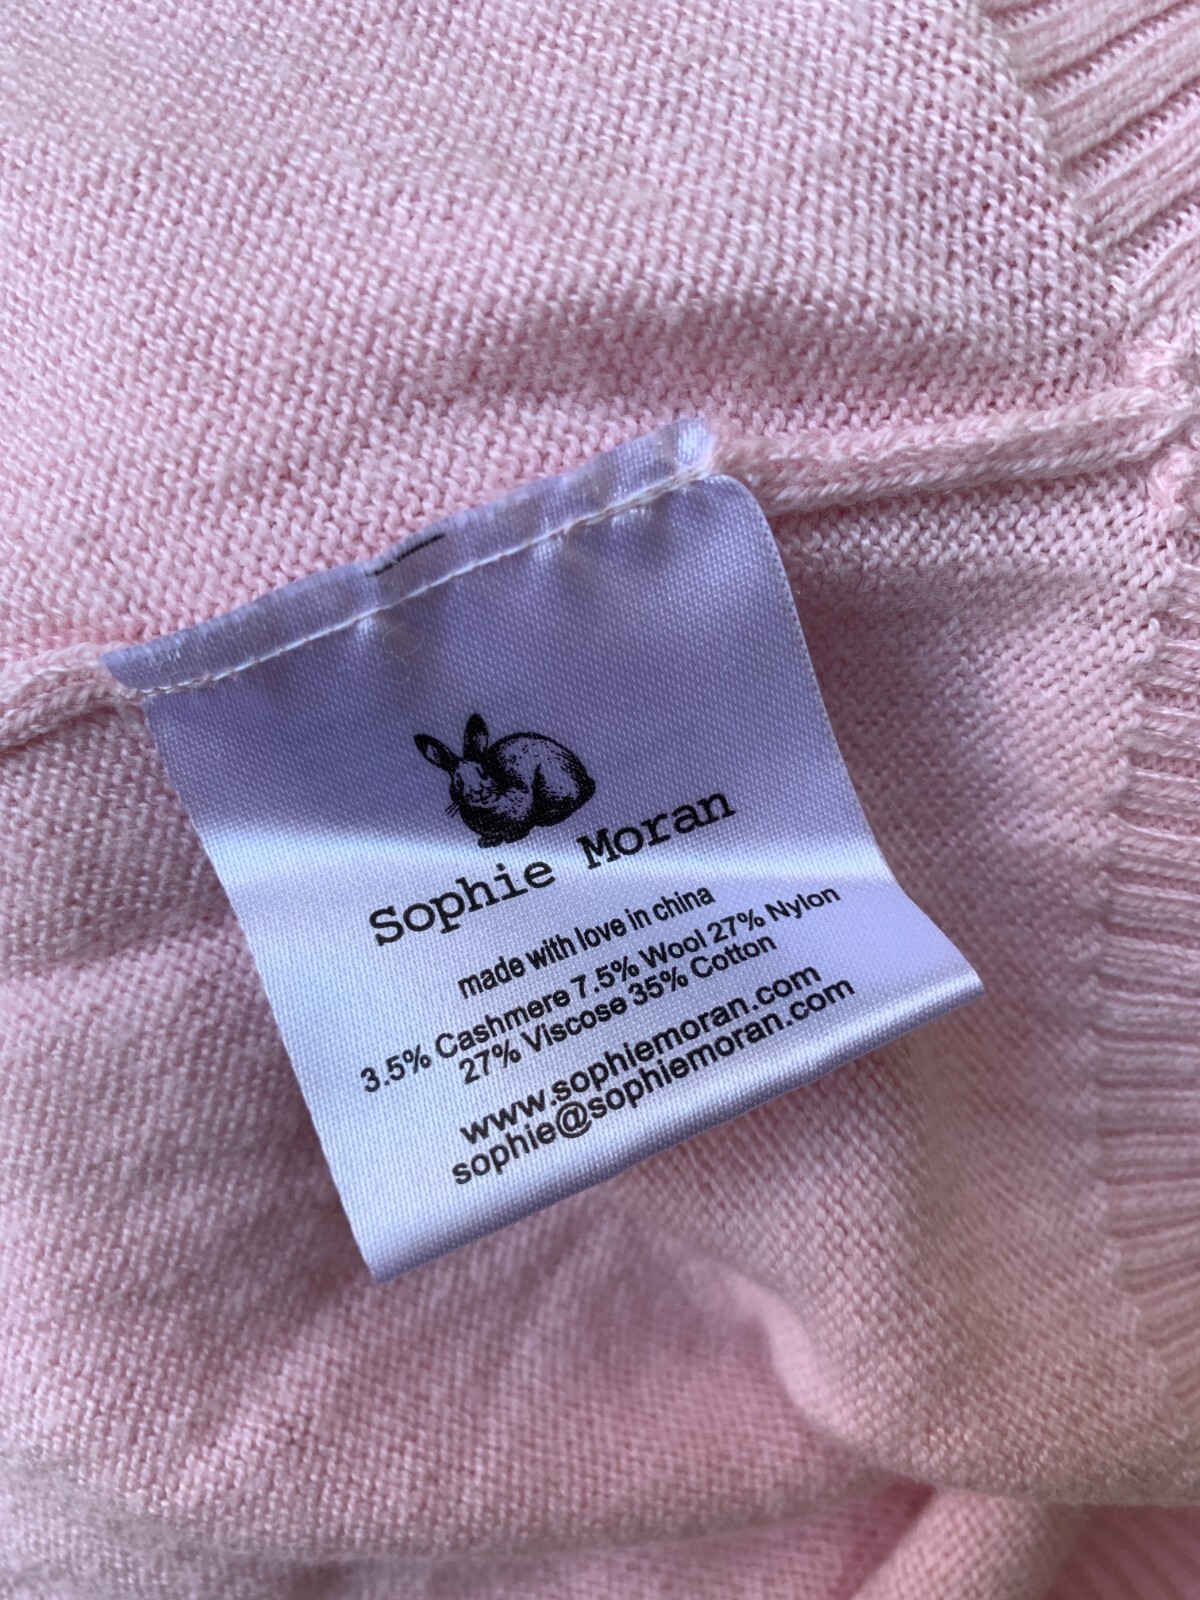 Sophie Moran
made with love in china
3.5% Cashmere 7.5% Wool 27% Nylon
27% Viscose 35% Cotton
www.sophiemoran.com
sophie@sophiemoran.com